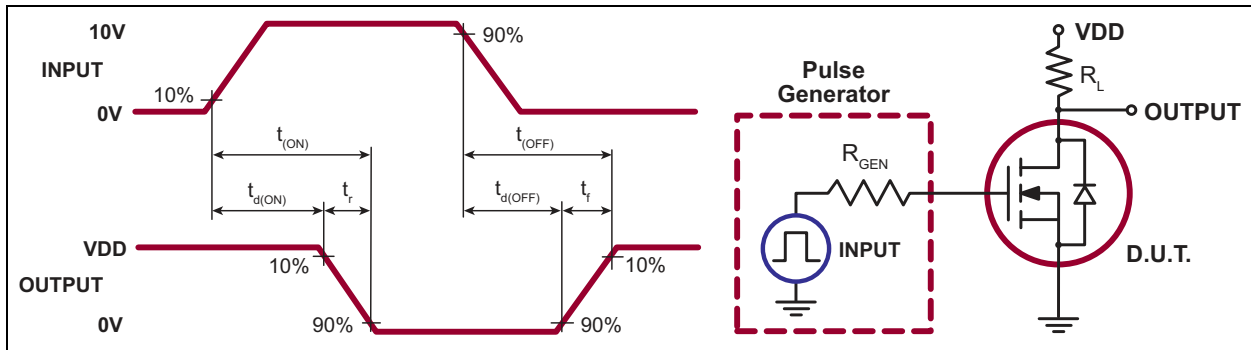 10V
INPUT
10%
0V
90%
t(ON)
t(OFF)
td(ON)
tr
td(OFF)
tf
VDD
OUTPUT
10%
10%
0V
90%
90%
Pulse
Generator
RGEN
INPUT
VDD
RL
OUTPUT
D.U.T.